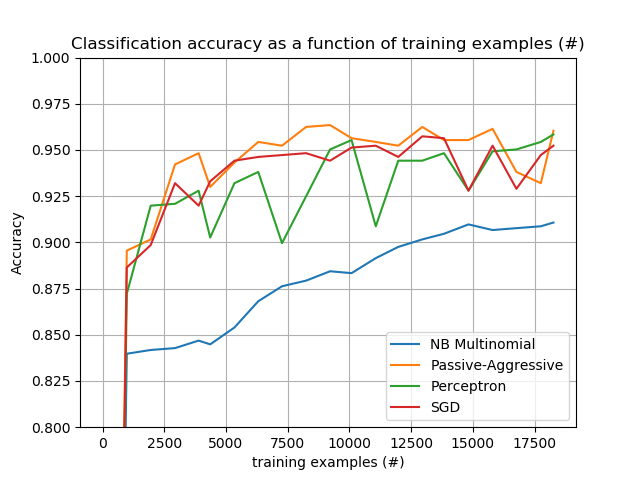 Classification accuracy as a function of training examples (#)
1.000
0.975
0.950
0.925
0.900
0.875
0.850
0.825
0.800
Accuracy
NB Multinomial
Passive-Aggressive
Perceptron
SGD
0 2500 5000 7500 10000 12500 15000 17500
training examples (#)